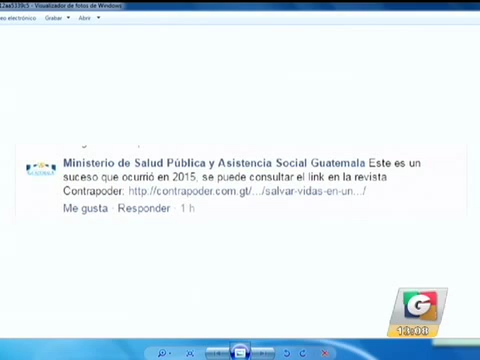 12aa5339c5 - Visualizador de fotos de Windows
eo electrónico Grabar Abrir
Ministerio de Salud Pública y Asistencia Social Guatemala Este es un
suceso que ocurrió en 2015, se puede consultar el link en la revista
Contrapoder: http://contrapoder.com.gt/.../salvar-vidas-en-un.../
Me gusta · Responder · 1 h
G